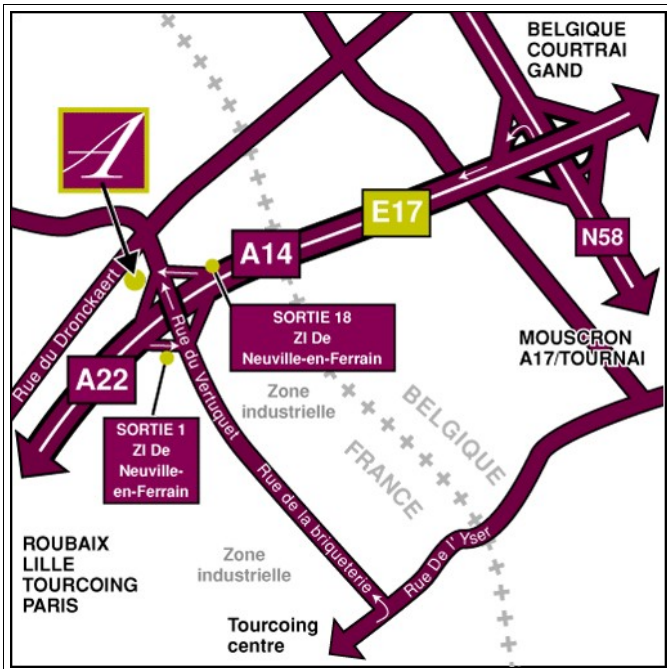 BELGIQUE
COURTRAI
GAND
A
E17
N58
A14
SORTIE 18
ZI De
Neuville-en-Ferrain
MOUSCRON
A17/TOURNAI
Rue du Dronckaert
A22
Rue du Vertuquet
Zone
industrielle
SORTIE 1
ZI De
Neuville-
en-Ferrain
BELGIQUE
FRANCE
Rue de la briqueterie
Rue De l' Yser
ROUBAIX
LILLE
TOURCOING
PARIS
Zone
industrielle
Tourcoing
centre